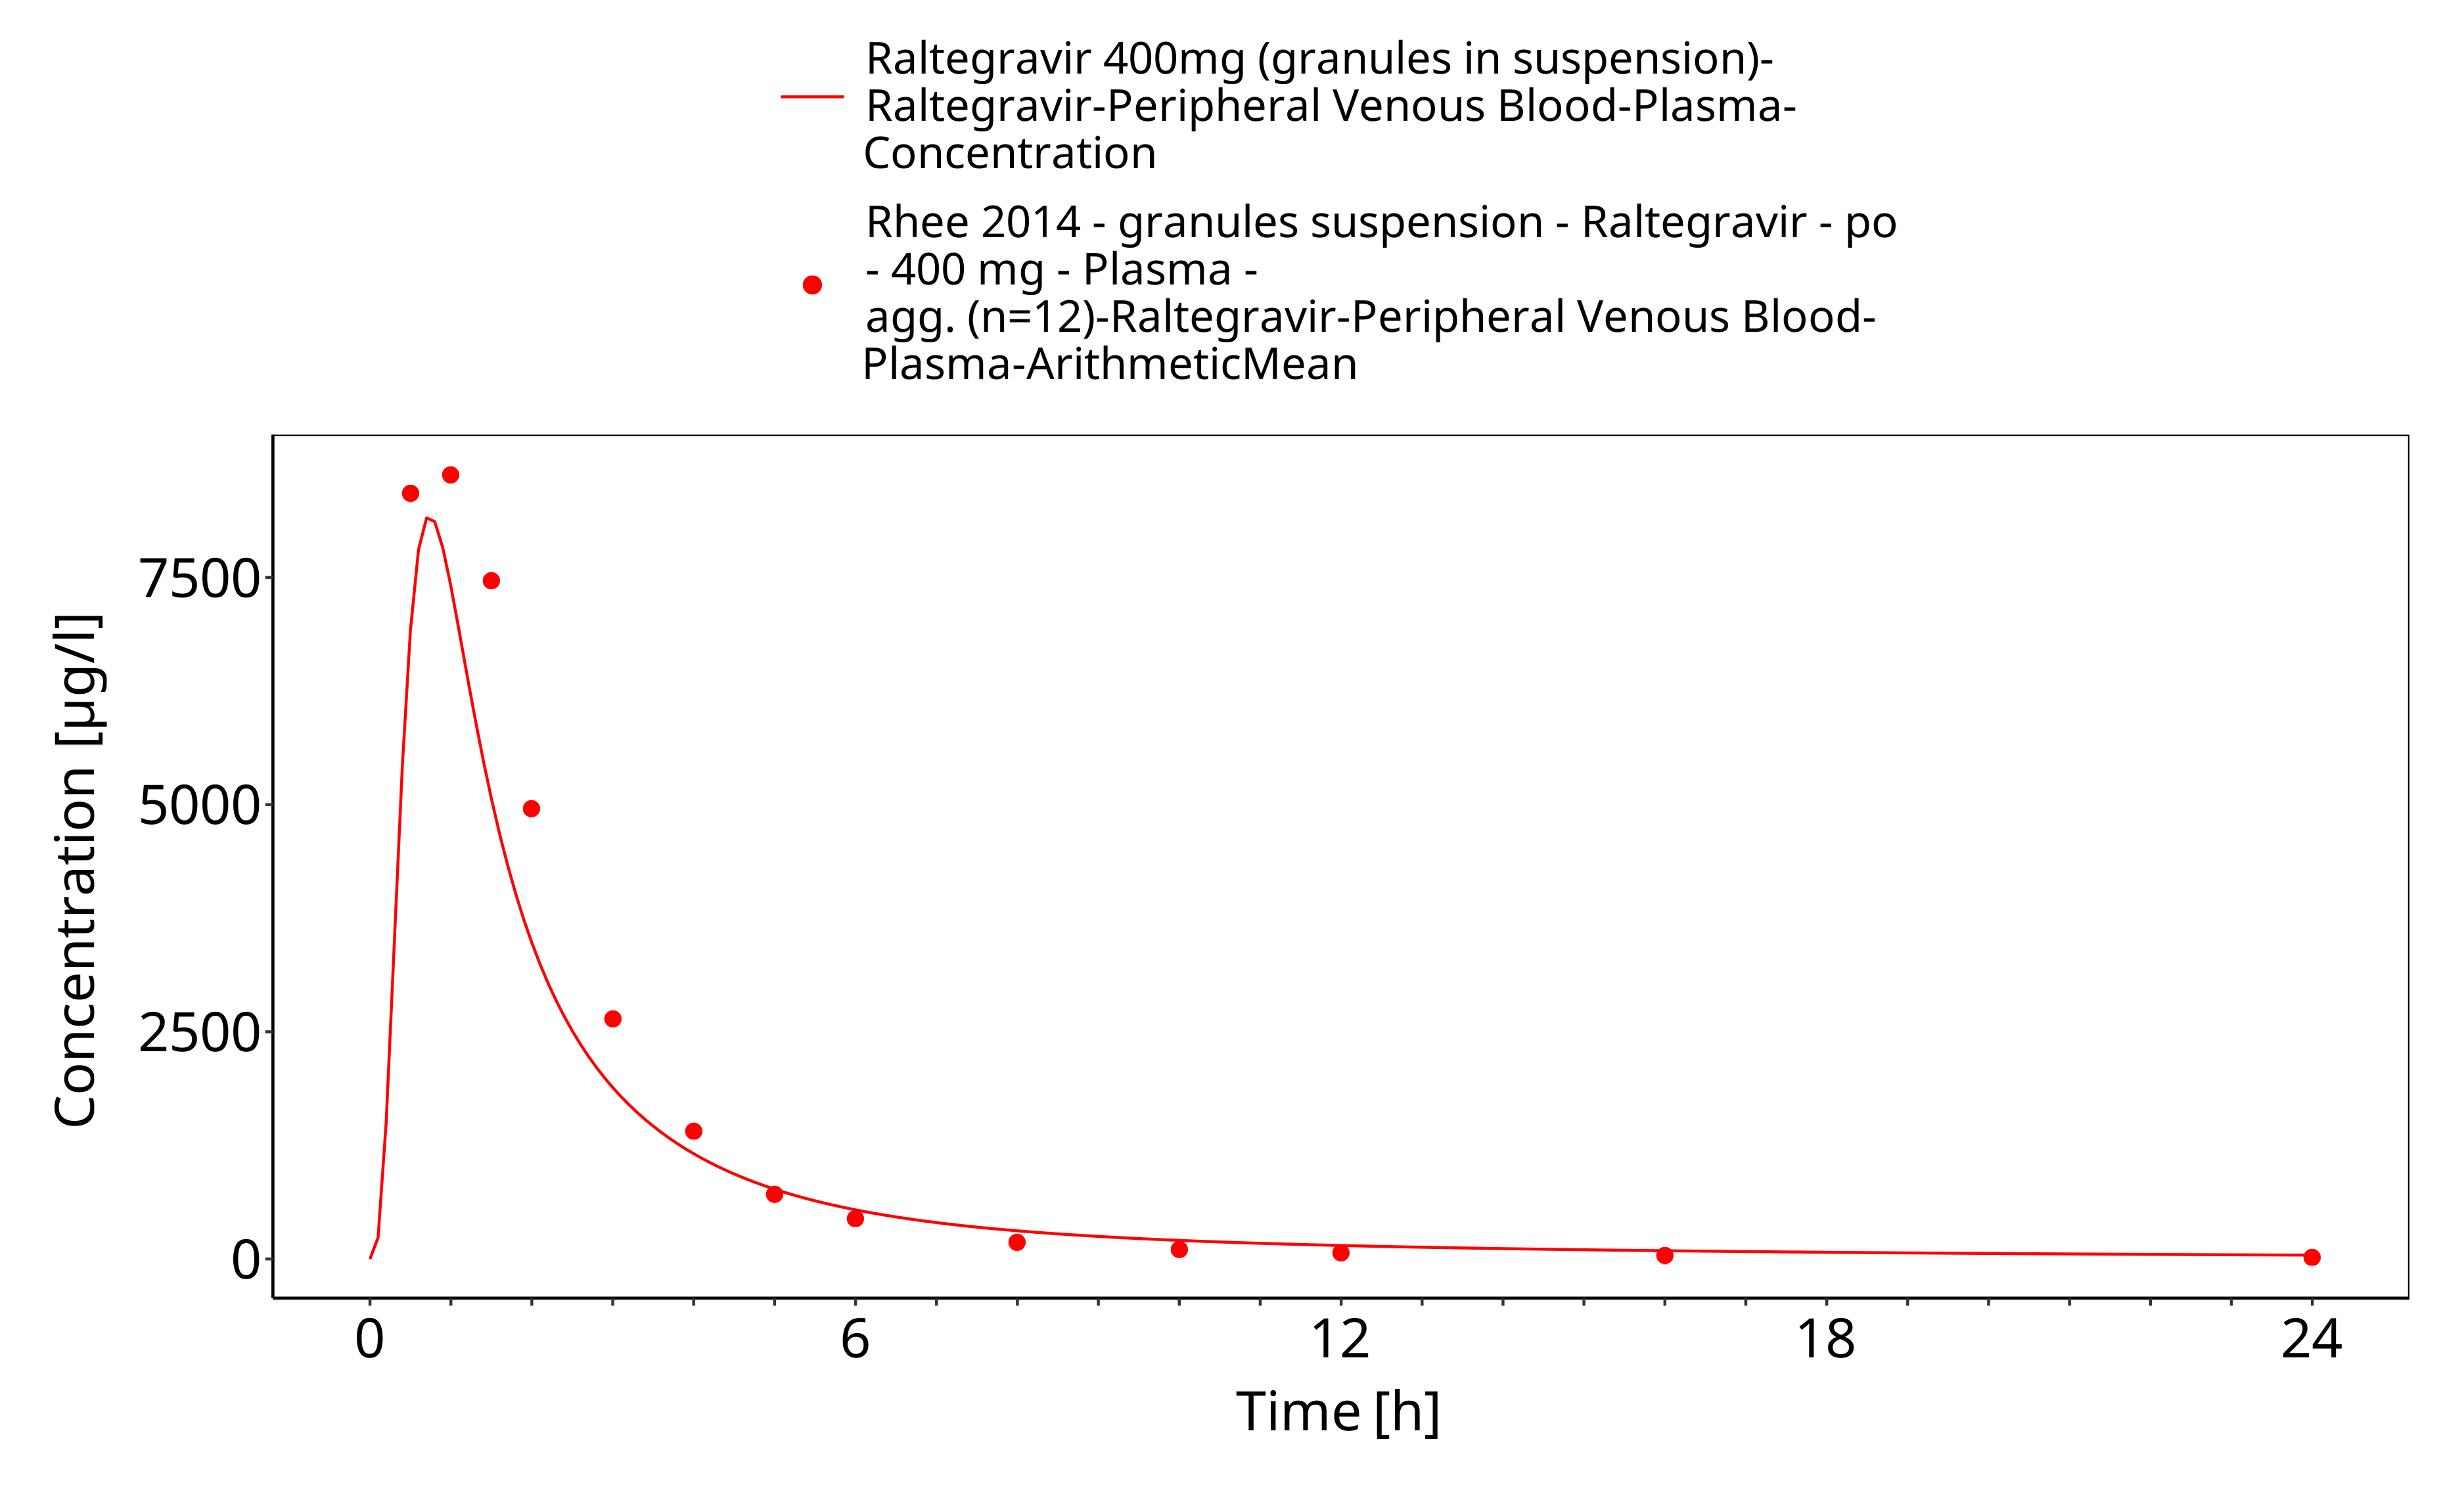 Raltegravir 400mg (granules in suspension)-
Raltegravir-Peripheral Venous Blood-Plasma-
Concentration
Rhee 2014 - granules suspension - Raltegravir - po
- 400 mg - Plasma -
agg. (n=12)-Raltegravir-Peripheral Venous Blood-
Plasma-ArithmeticMean
Concentration [µg/l]
7500
5000
2500
0
0 6 12 18 24
Time [h]